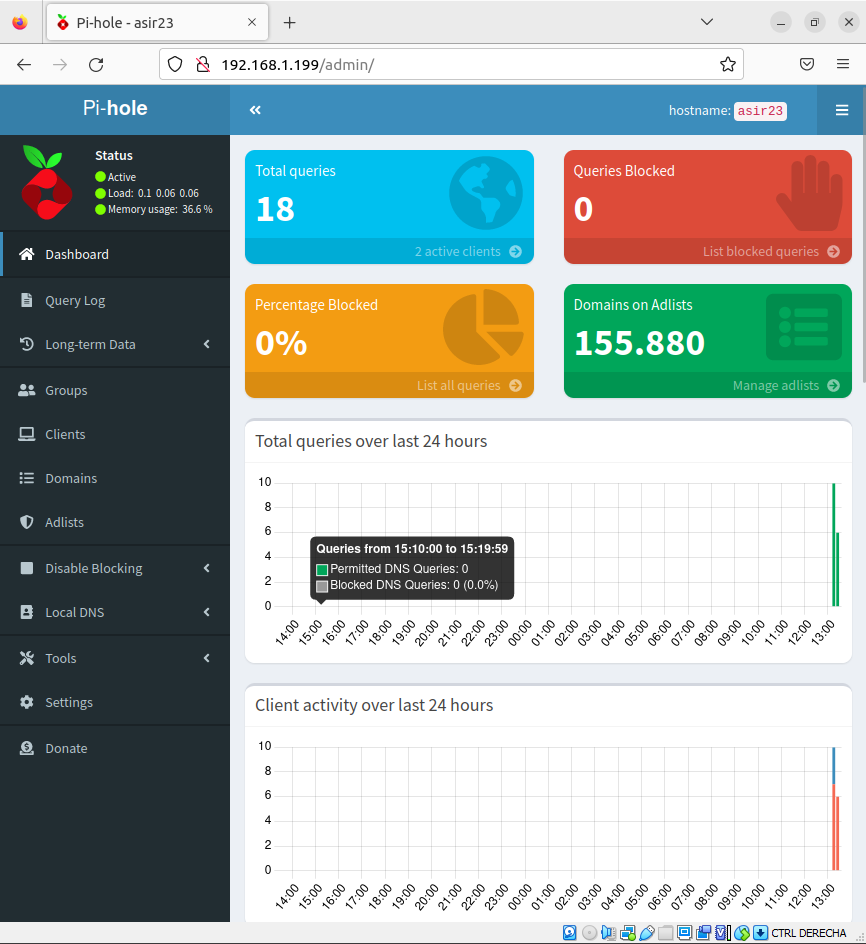 Pi-hole - asir23
192.168.1.199/admin/
Pi-hole
hostname: asir23
Status
Active
Load: 0.1 0.06 0.06
Memory usage: 36.6 %
Dashboard
Query Log
Long-term Data
Groups
Clients
Domains
Adlists
Disable Blocking
Local DNS
Tools
Settings
Donate
Total queries
18
2 active clients
Queries Blocked
0
List blocked queries
Percentage Blocked
0%
List all queries
Domains on Adlists
155.880
Manage adlists
Total queries over last 24 hours
10
8
6
4
2
0
Queries from 15:10:00 to 15:19:59
Permitted DNS Queries: 0
Blocked DNS Queries: 0 (0.0%)
14:00 15:00 16:00 17:00 18:00 19:00 20:00 21:00 22:00 23:00 00:00 01:00 02:00 03:00 04:00 05:00 06:00 07:00 08:00 09:00 10:00 11:00 12:00 13:00
Client activity over last 24 hours
10
8
6
4
2
0
14:00 15:00 16:00 17:00 18:00 19:00 20:00 21:00 22:00 23:00 00:00 01:00 02:00 03:00 04:00 05:00 06:00 07:00 08:00 09:00 10:00 11:00 12:00 13:00
CTRL DERECHA